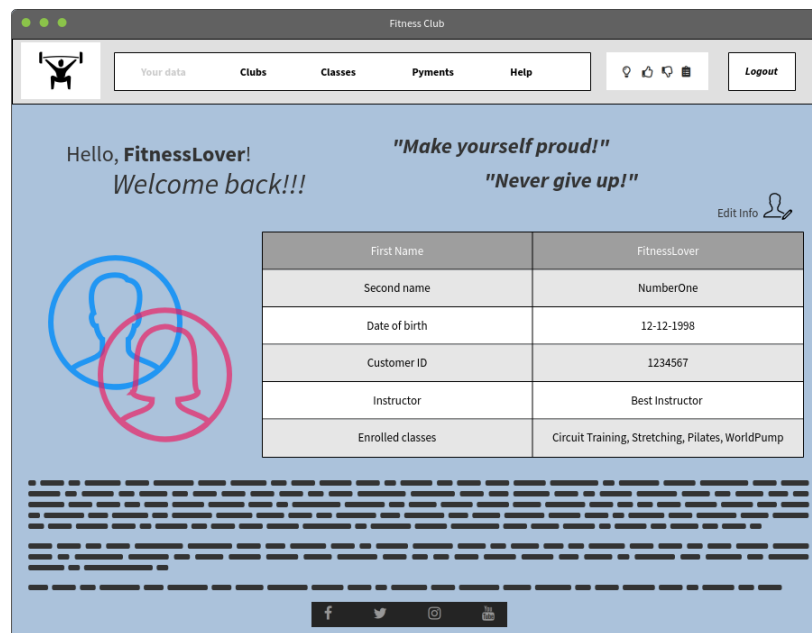 Fitness Club
Your data Clubs Classes Pyments Help Logout
Hello, FitnessLover!
Welcome back!!!
"Make yourself proud!"
"Never give up!"
Edit Info
First Name FitnessLover
Second name NumberOne
Date of birth 12-12-1998
Customer ID 1234567
Instructor Best Instructor
Enrolled classes Circuit Training, Stretching, Pilates, WorldPump
You Tube